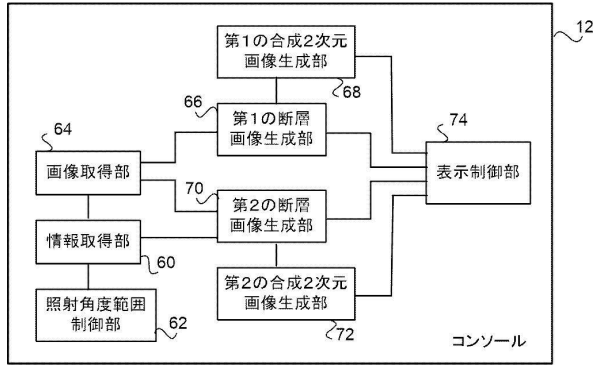 12
第1の合成2次元
画像生成部
68
66
第1の断層
画像生成部
64
画像取得部
74
表示制御部
70
第2の断層
画像生成部
情報取得部
60
第2の合成2次元
画像生成部
72
照射角度範囲
制御部
62
コンソール